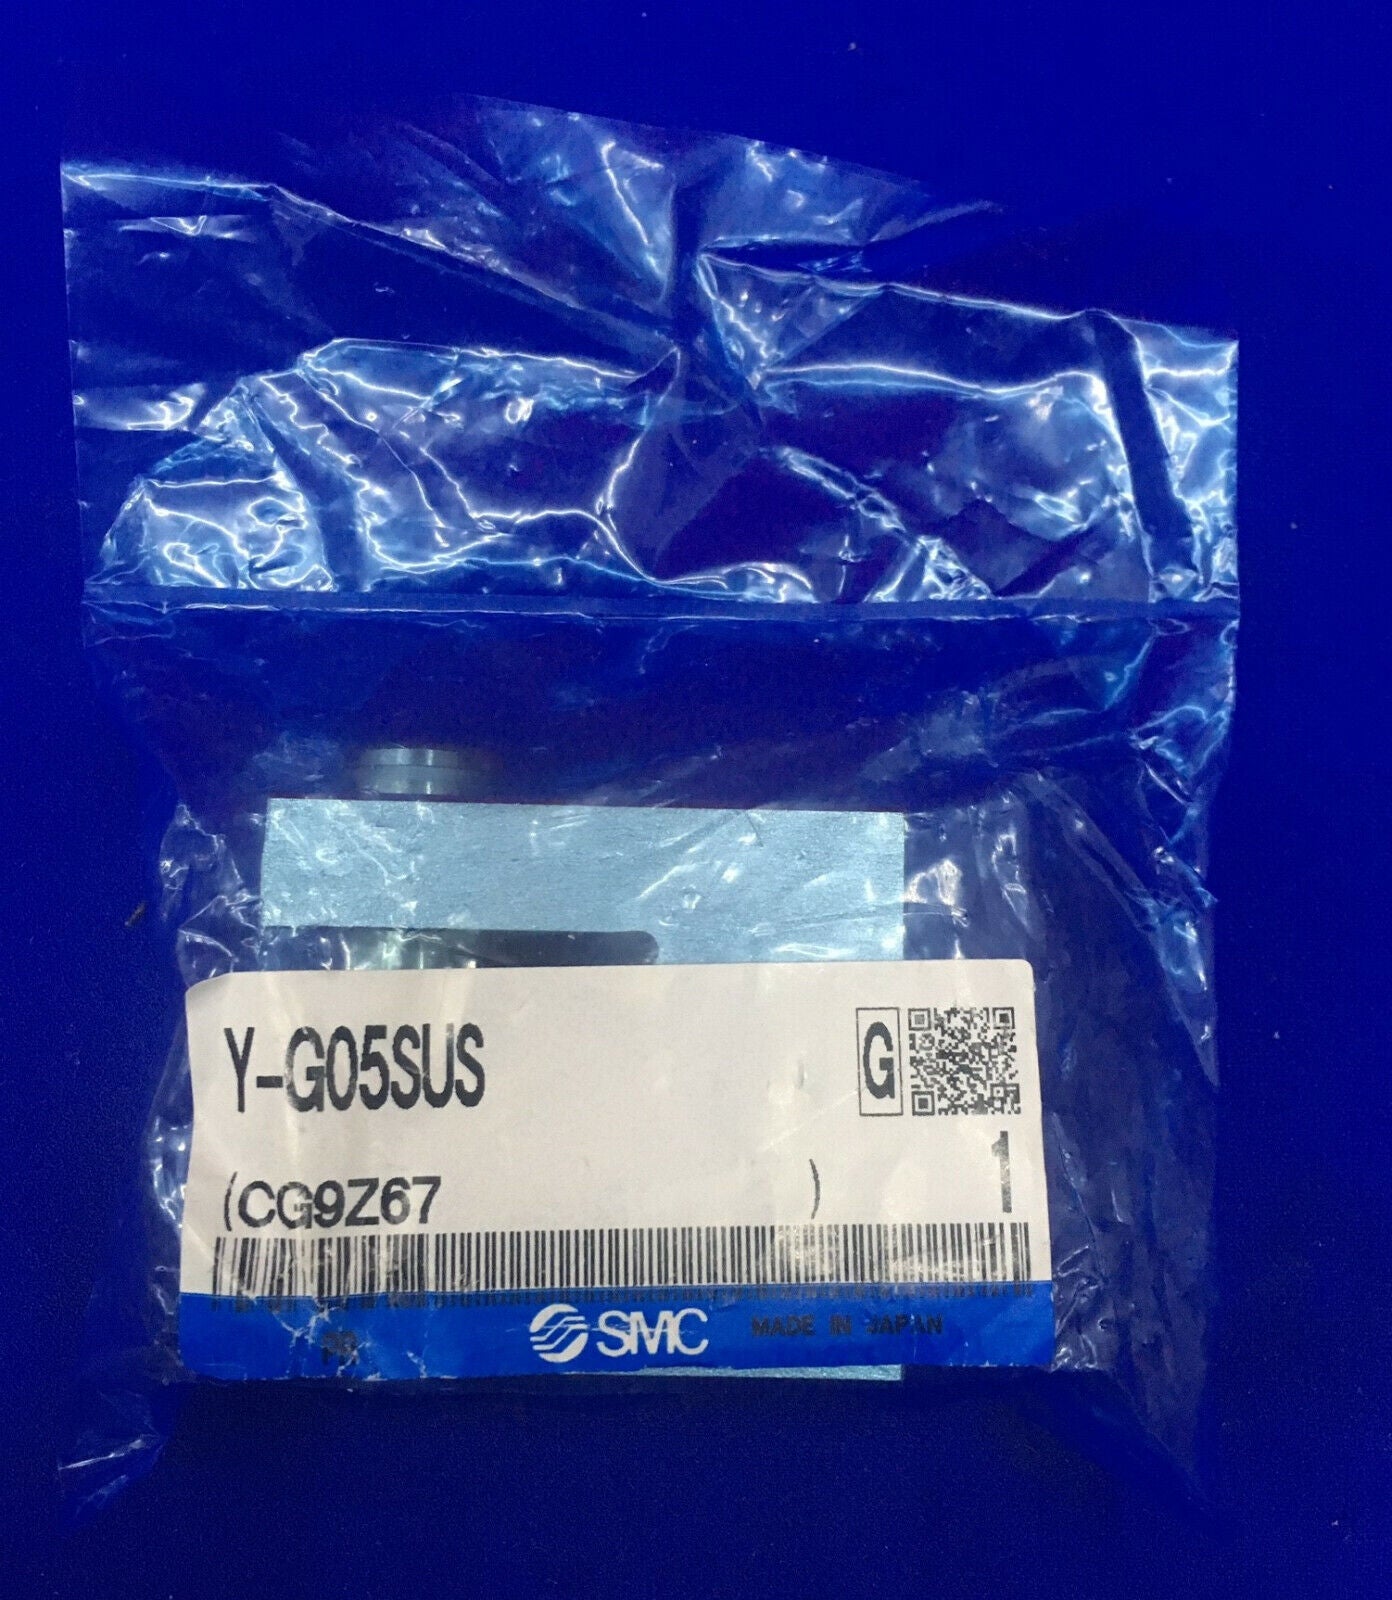 Y-G05SUS
G
(CG9Z67 )
1
SMC MADE IN JAPAN